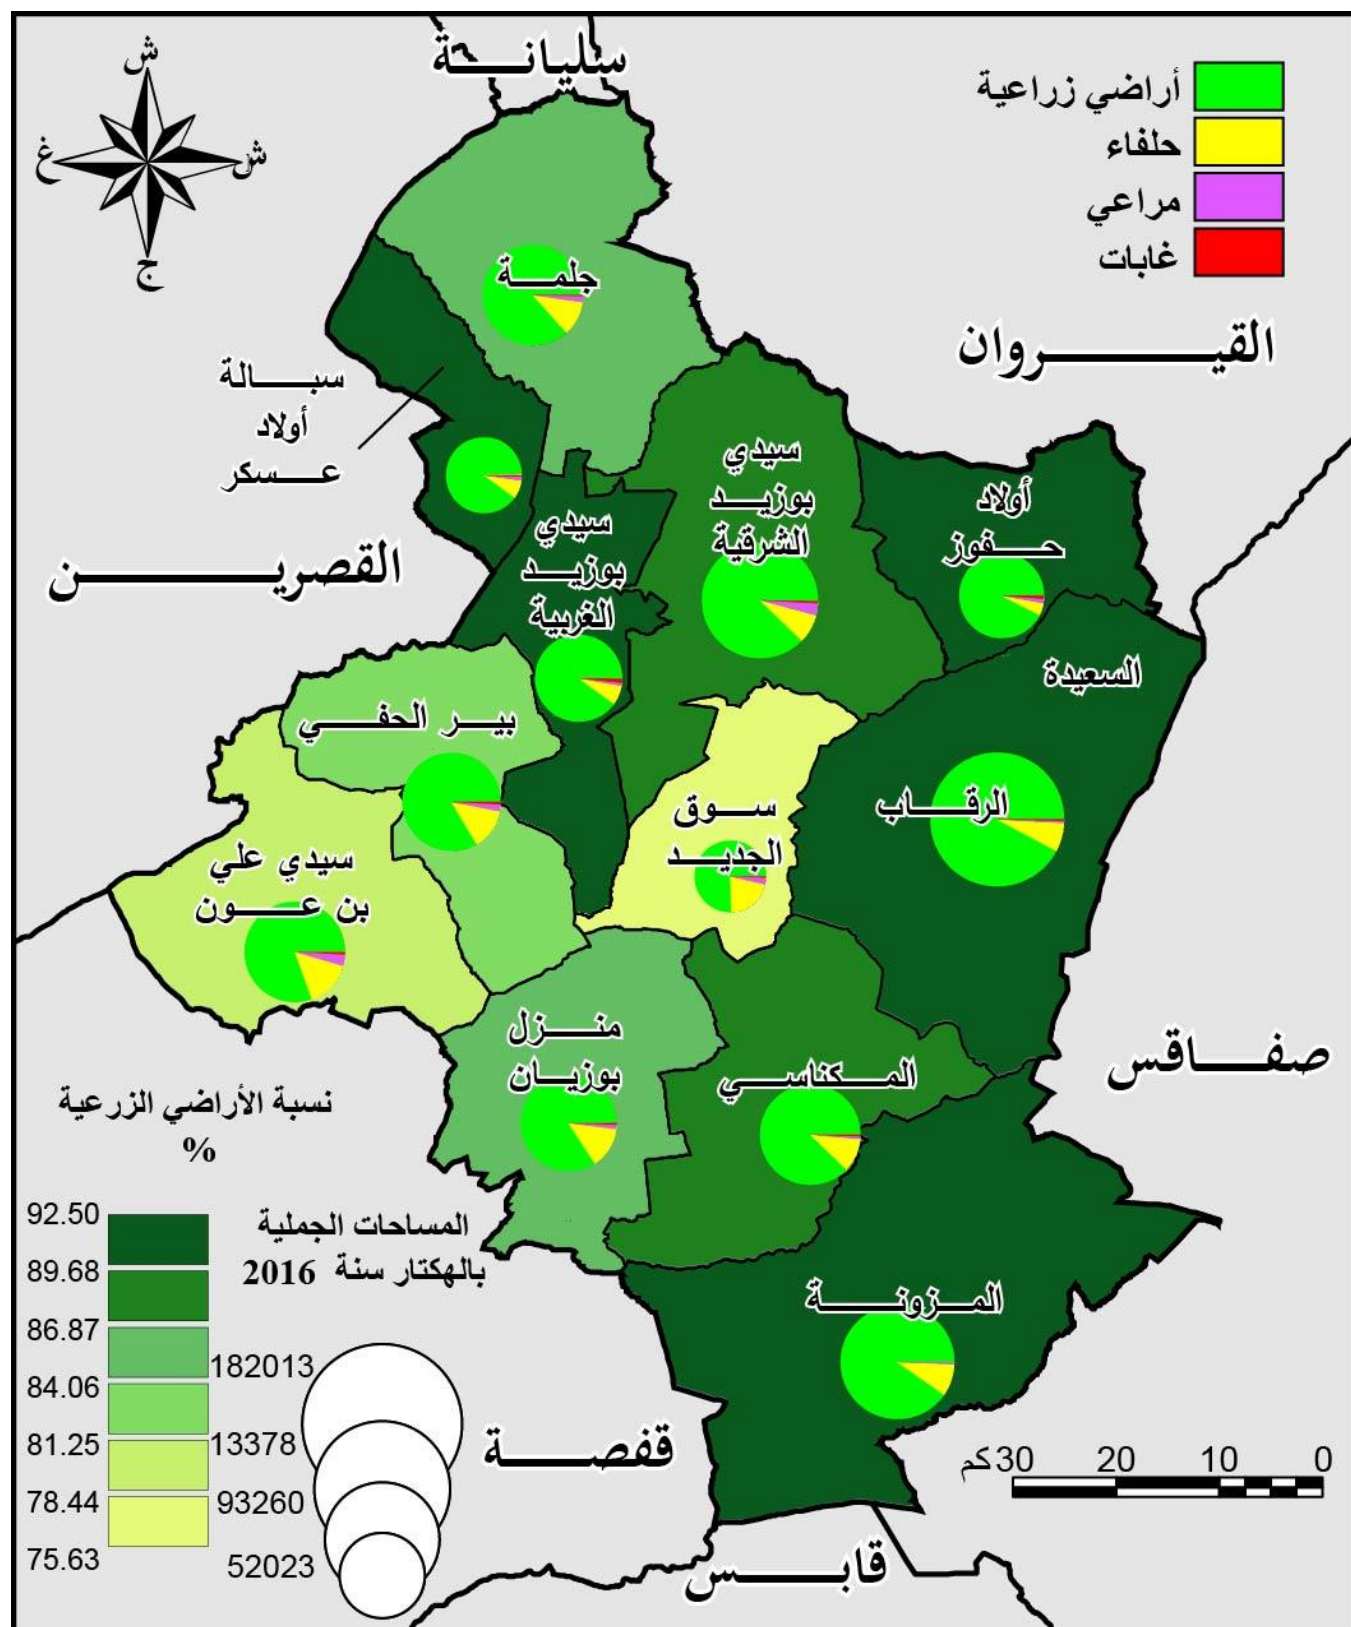 سليانة
ش
غ
ش
ج
أراضي زراعية
حلفاء
مراعي
غابات
القيروان
جلمة
سبالة
أولاد
عسكر
سيدي
بوزيد
الشرقية
أولاد
حفوز
سيدي
بوزيد
الغربية
القصرين
السعيدة
بير الحفي
الرقاب
سوق
الجديد
سيدي علي
بن عون
منزل
بوزيان
المكناسي
صفاقس
نسبة الأراضي الزرعية
%
92.50
89.68
86.87
84.06
81.25
78.44
75.63
المساحات الجملية
بالهكتار سنة 2016
182013
13378
93260
52023
المزونة
قفصة
30 كم
20
10
0
قابس